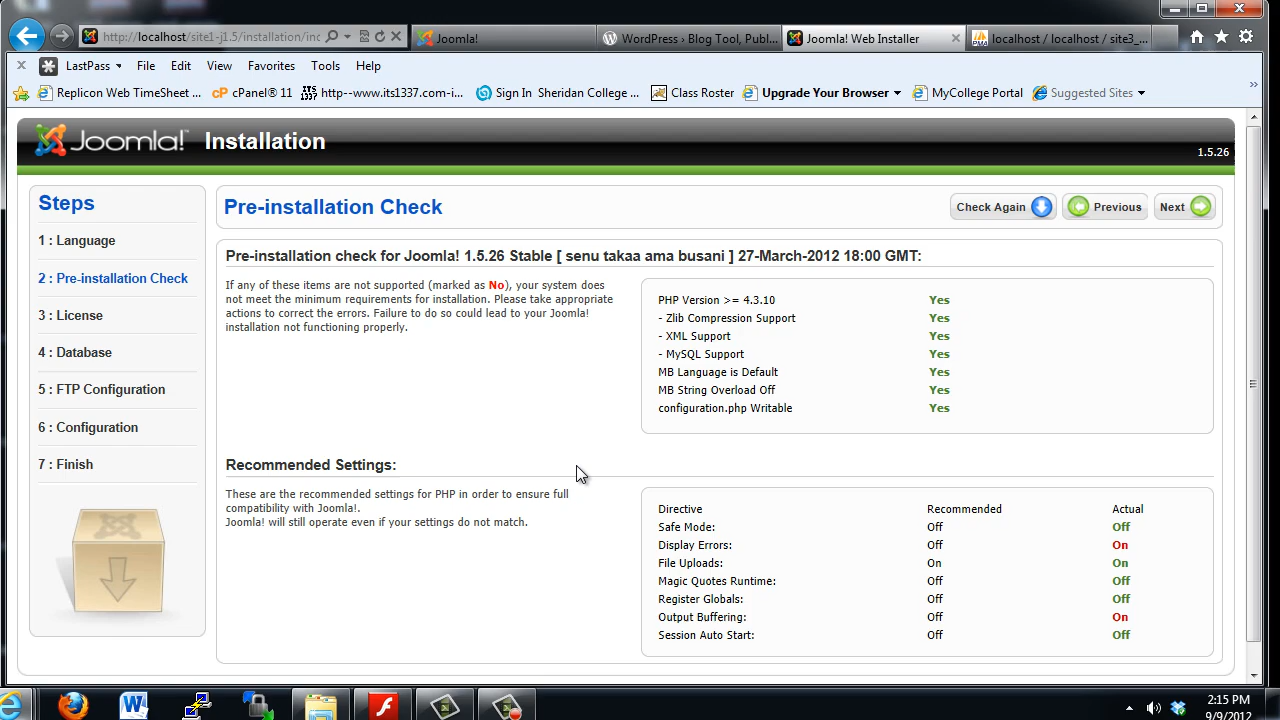 http://localhost/site1-j1.5/installation/inc
Joomla!
WordPress › Blog Tool, Publ...
Joomla! Web Installer
localhost / localhost / site3_...
LastPass File Edit View Favorites Tools Help
Replicon Web TimeSheet ...
cPanel® 11
http--www.its1337.com-i...
Sign In Sheridan College ...
Class Roster
Upgrade Your Browser
MyCollege Portal
Suggested Sites
Joomla! Installation
1.5.26
Steps
1 : Language
2 : Pre-installation Check
3 : License
4 : Database
5 : FTP Configuration
6 : Configuration
7 : Finish
Pre-installation Check
Check Again Previous Next
Pre-installation check for Joomla! 1.5.26 Stable [ senu takaa ama busani ] 27-March-2012 18:00 GMT:
If any of these items are not supported (marked as No), your system does
not meet the minimum requirements for installation. Please take appropriate
actions to correct the errors. Failure to do so could lead to your Joomla!
installation not functioning properly.
PHP Version >= 4.3.10 Yes
- Zlib Compression Support Yes
- XML Support Yes
- MySQL Support Yes
MB Language is Default Yes
MB String Overload Off Yes
configuration.php Writable Yes
Recommended Settings:
These are the recommended settings for PHP in order to ensure full
compatibility with Joomla!.
Joomla! will still operate even if your settings do not match.
Directive Recommended Actual
Safe Mode: Off Off
Display Errors: Off On
File Uploads: On On
Magic Quotes Runtime: Off Off
Register Globals: Off Off
Output Buffering: Off On
Session Auto Start: Off Off
2:15 PM
9/9/2012